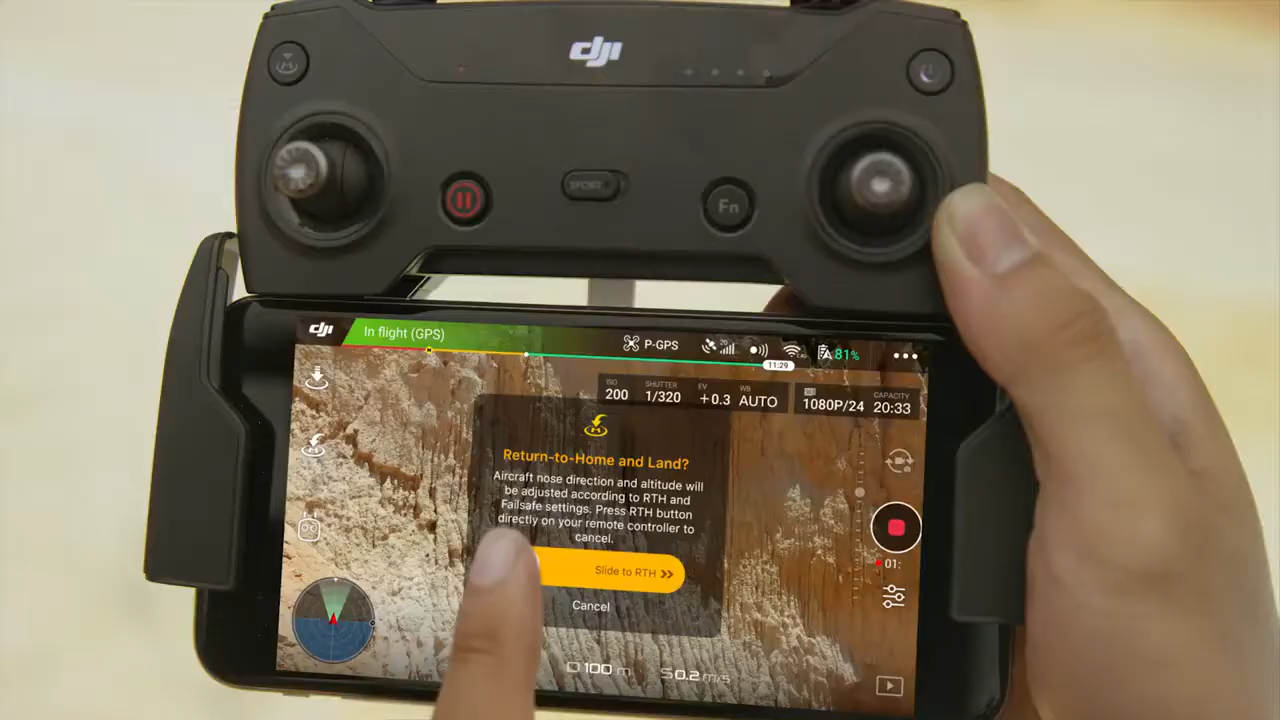 dji
SPORT
Fn
dji
In flight (GPS)
P-GPS
20
81%
11:29
ISO
200
SHUTTER
1/320
EV
+0.3
WB
AUTO
1080P/24
CAPACITY
20:33
H
Return-to-Home and Land?
Aircraft nose direction and altitude will
be adjusted according to RTH and
Failsafe settings. Press RTH button
directly on your remote controller to
cancel.
Slide to RTH
Cancel
01:
D 100 m
S 0.2 m/s